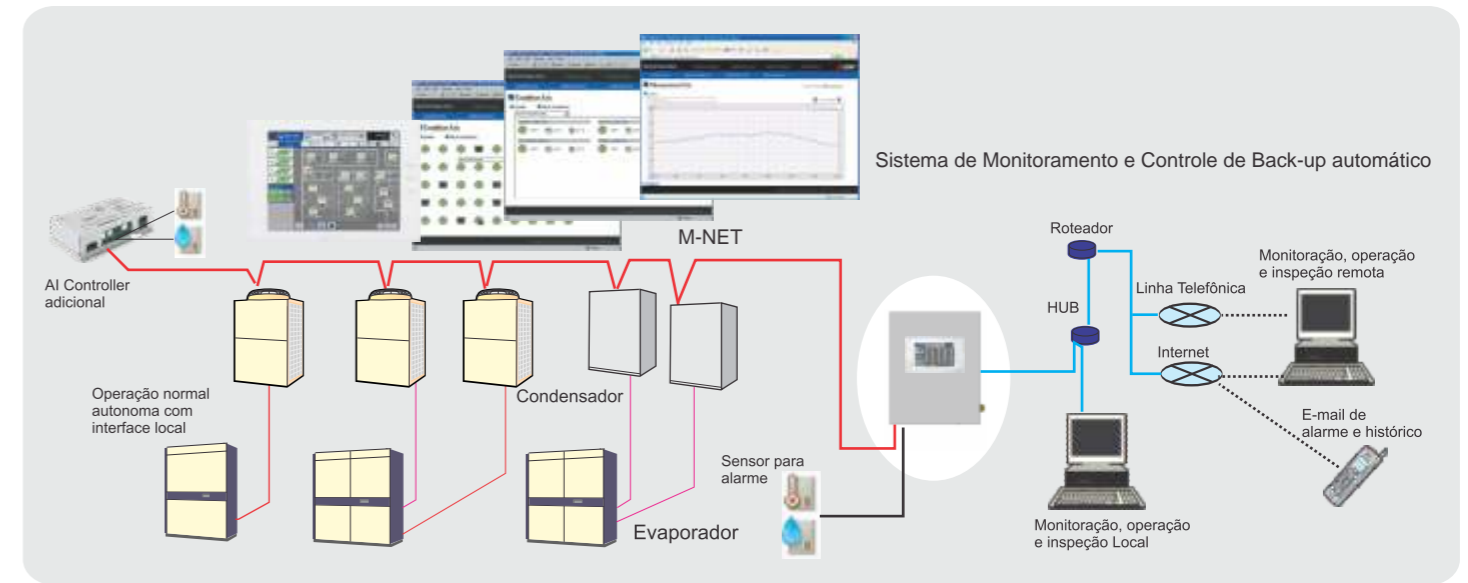 Sistema de Monitoramento e Controle de Back-up automático
M-NET
AI Controller
adicional
Operação normal
autonoma com
interface local
Condensador
Evaporador
Sensor para
alarme
Roteador
HUB
Linha Telefônica
Internet
Monitoração, operação
e inspeção remota
E-mail de
alarme e histórico
Monitoração, operação
e inspeção Local